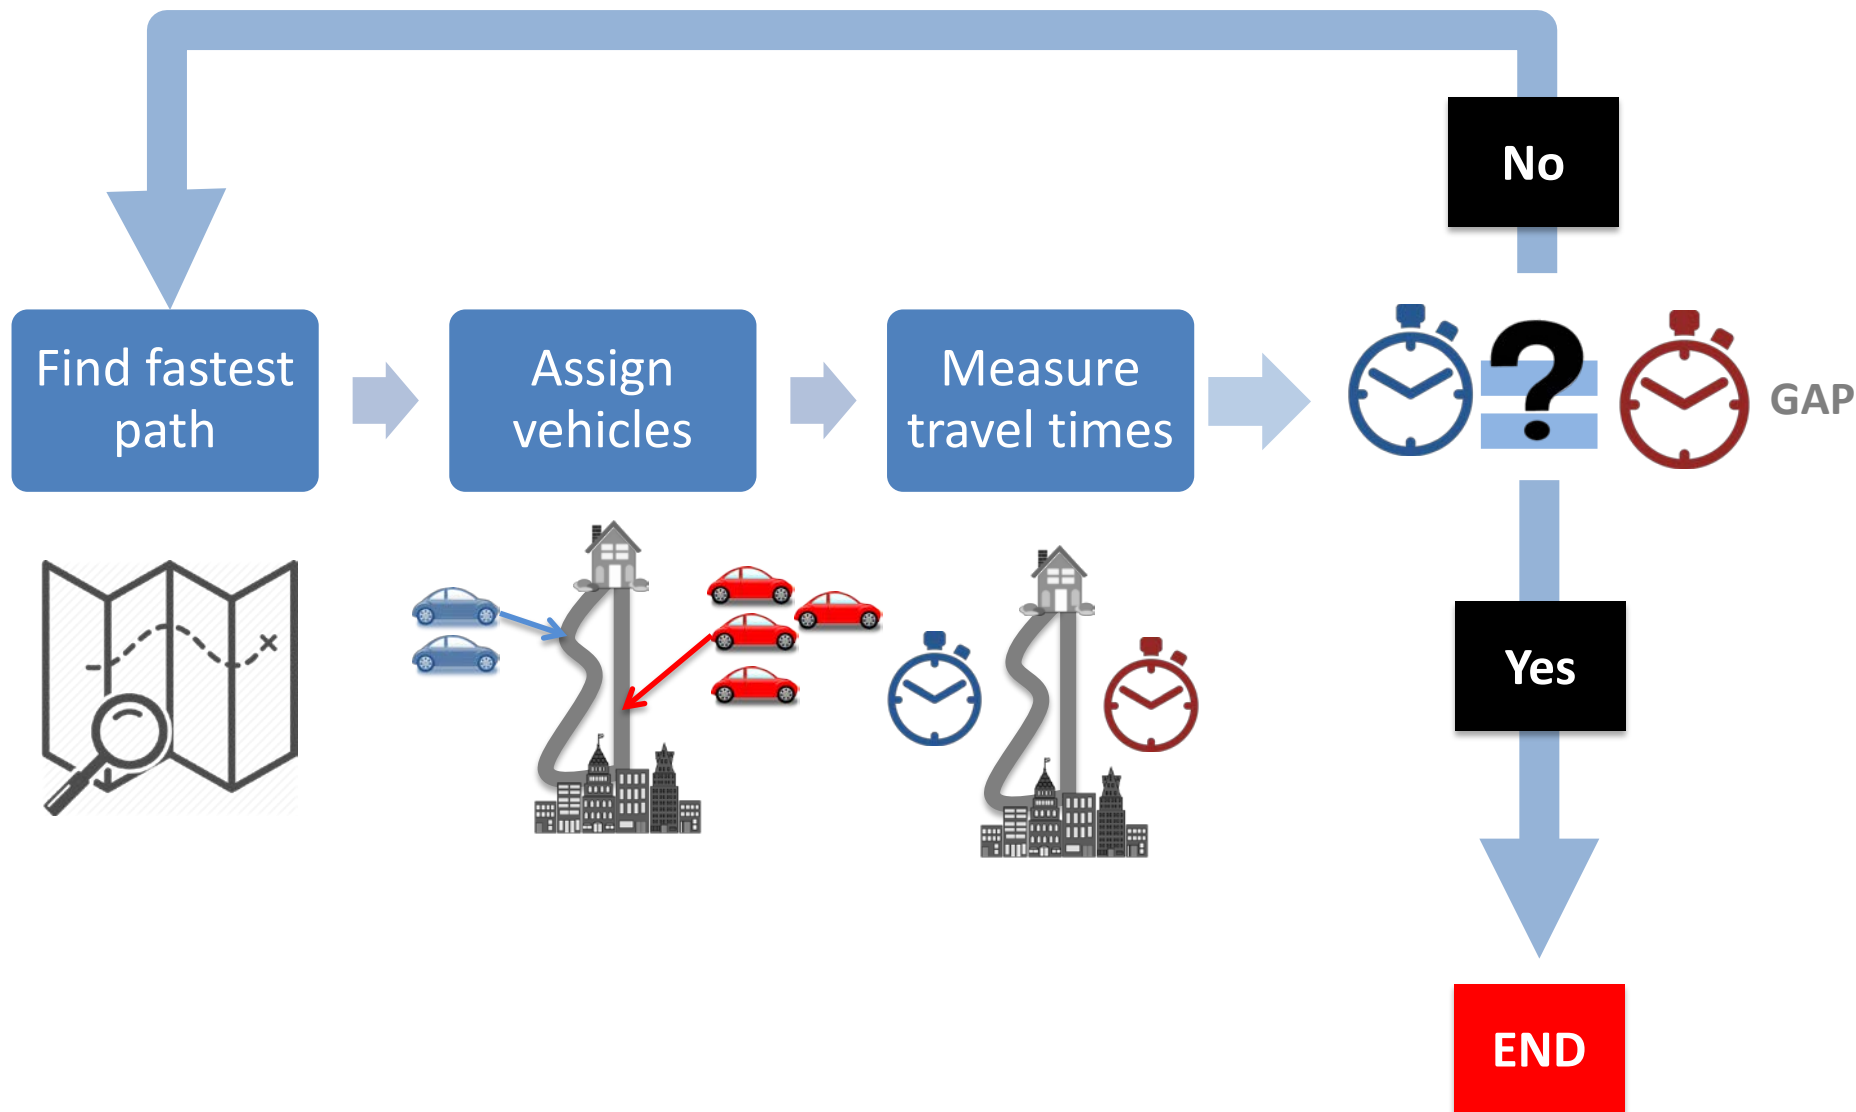 No
Find fastest
path
Assign
vehicles
Measure
travel times
?
GAP
Yes
END